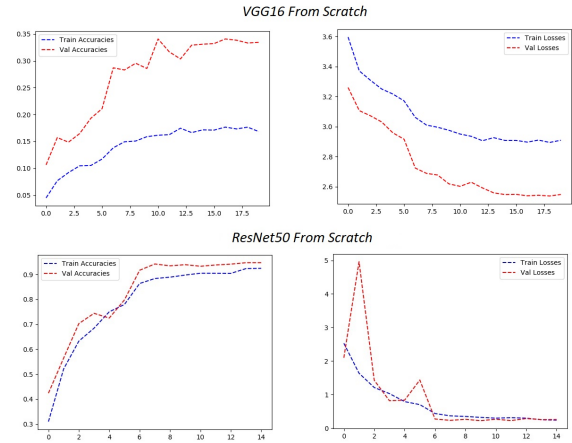 VGG16 From Scratch
Train Accuracies
Val Accuracies
0.35
0.30
0.25
0.20
0.15
0.10
0.05
0.0 2.5 5.0 7.5 10.0 12.5 15.0 17.5
Train Losses
Val Losses
3.6
3.4
3.2
3.0
2.8
2.6
0.0 2.5 5.0 7.5 10.0 12.5 15.0 17.5
ResNet50 From Scratch
Train Accuracies
Val Accuracies
0.9
0.8
0.7
0.6
0.5
0.4
0.3
0 2 4 6 8 10 12 14
Train Losses
Val Losses
5
4
3
2
1
0
0 2 4 6 8 10 12 14